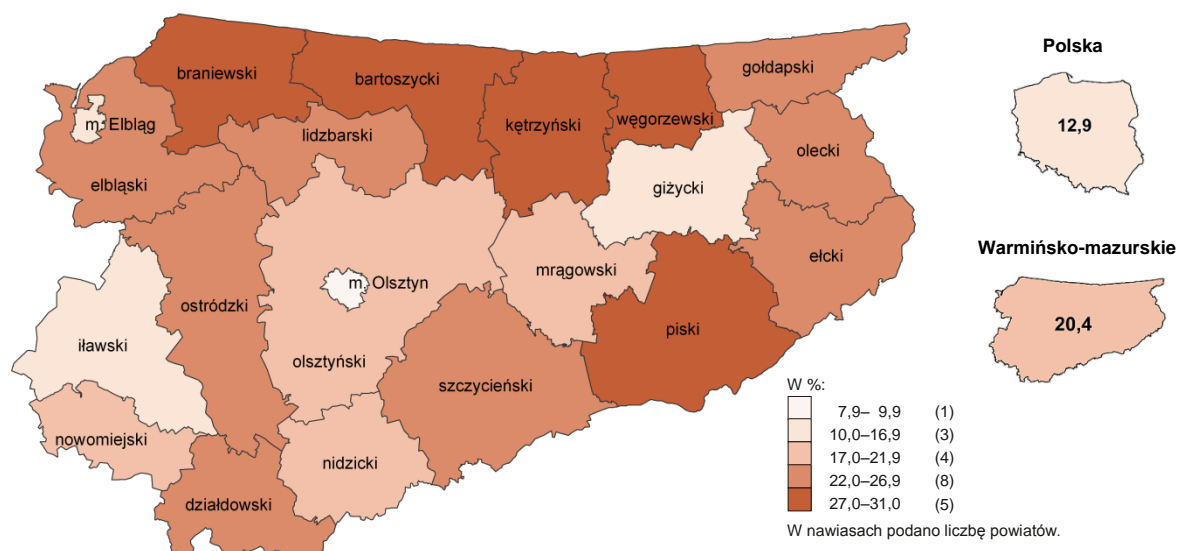 braniewski
bartoszycki
gołdapski
kętrzyński
węgorzewski
m. Elbląg
lidzbarski
olecki
elbląski
giżycki
ełcki
mrągowski
m. Olsztyn
ostródzki
piski
iławski
olsztyński
szczycieński
nowomiejski
nidzicki
działdowski
Polska
12,9
Warmińsko-mazurskie
20,4
W %:
7,9– 9,9 (1)
10,0–16,9 (3)
17,0–21,9 (4)
22,0–26,9 (8)
27,0–31,0 (5)
W nawiasach podano liczbę powiatów.